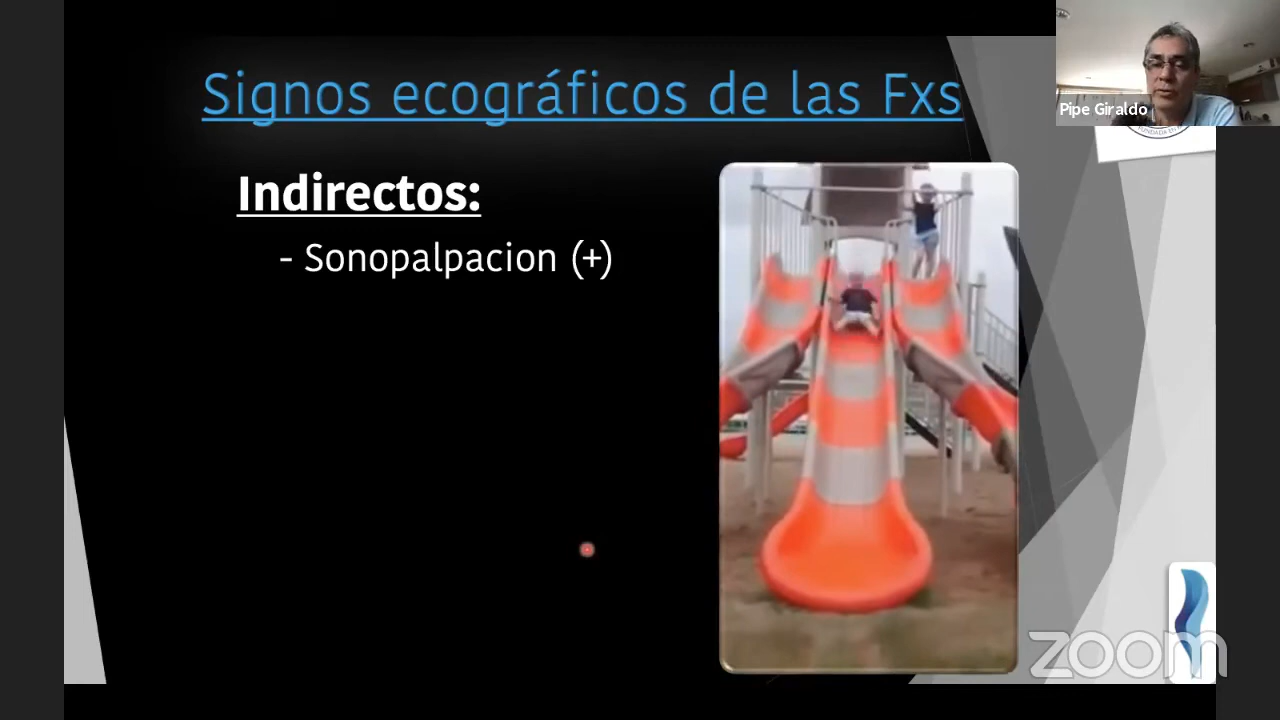 Signos ecográficos de las Fxs
Pipe Giraldo
Indirectos:
- Sonopalpacion (+)
zoom